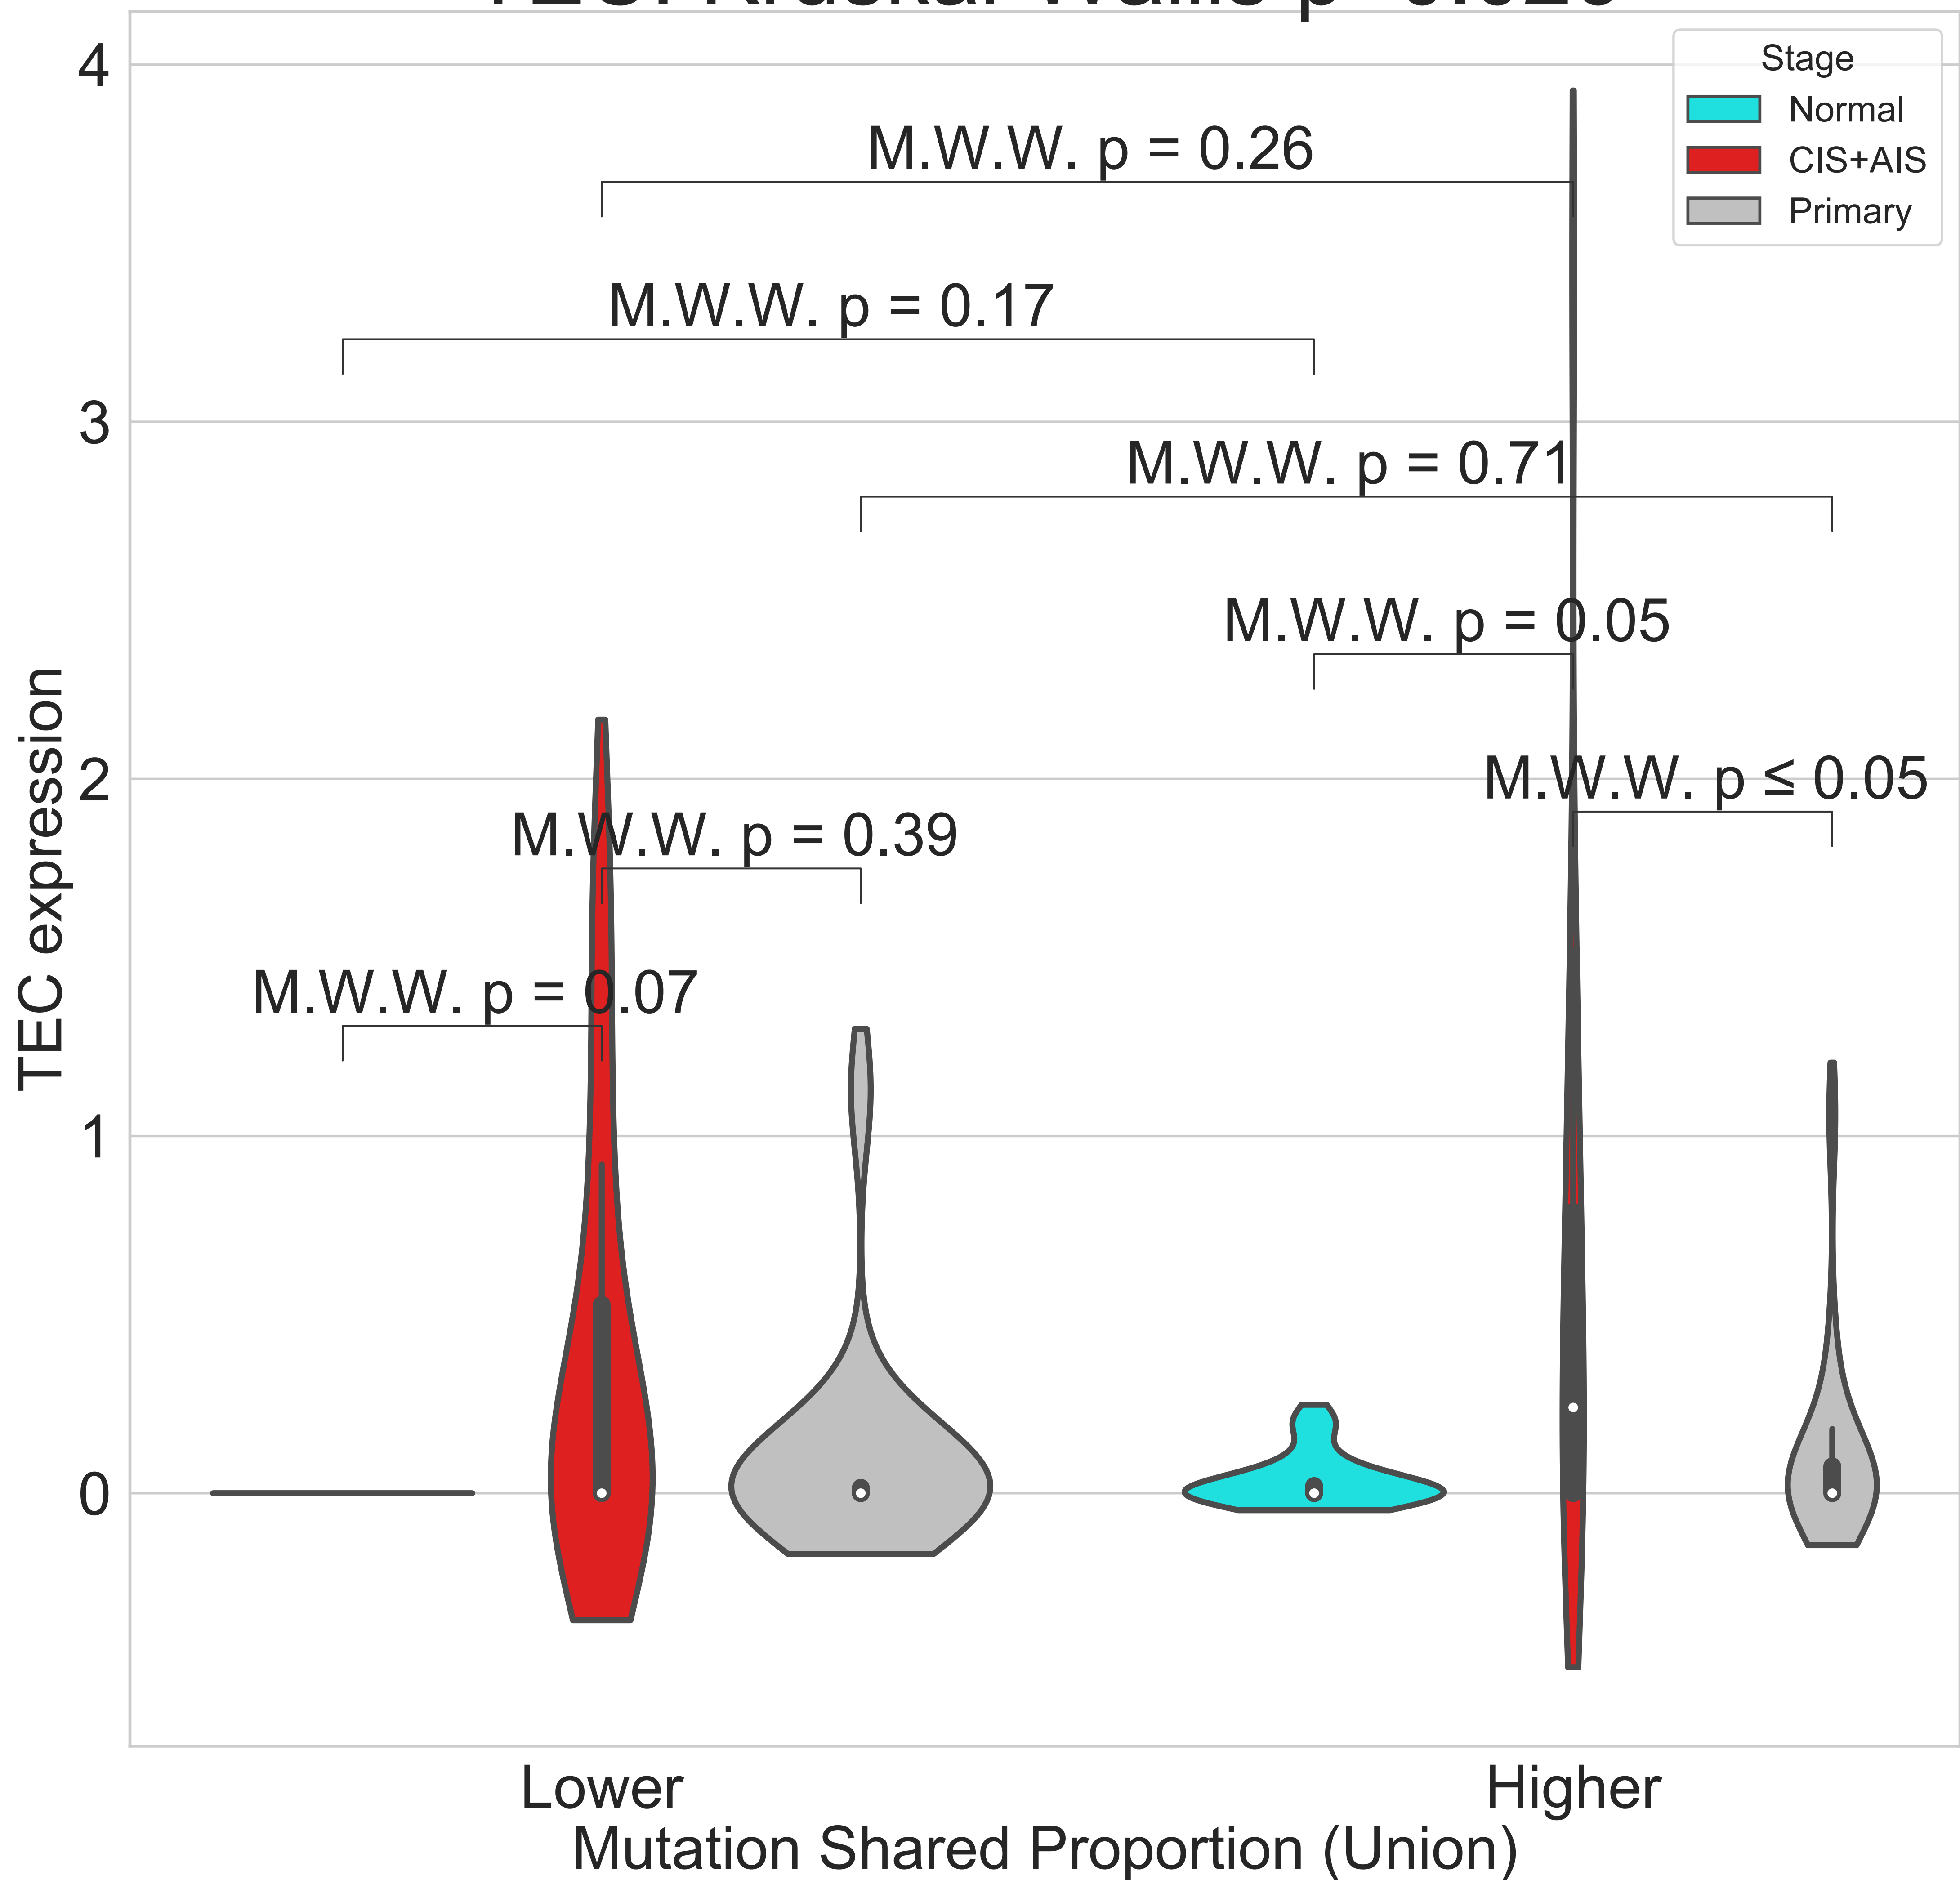 4
3
2
1
0
TEC expression
Stage
Normal
CIS+AIS
Primary
M.W.W. p = 0.26
M.W.W. p = 0.17
M.W.W. p = 0.71
M.W.W. p = 0.05
M.W.W. p ≤ 0.05
M.W.W. p = 0.39
M.W.W. p = 0.07
Lower
Higher
Mutation Shared Proportion (Union)